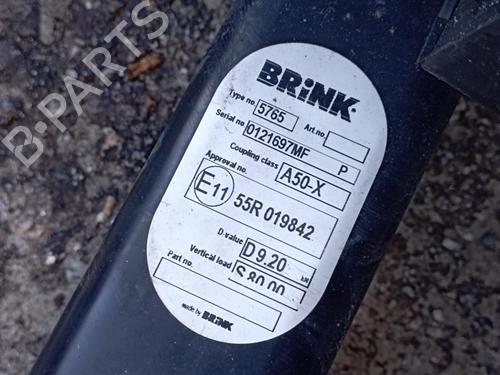 B-PARTS
BRINK.
Type no. 5765 Art.no.
Serial no. 0121697MF P
Coupling class A50-X
Approval no.
E11 55R 019842
D-value D 9.20 kN
Vertical load S 80.00
Part no.
made by BRINK